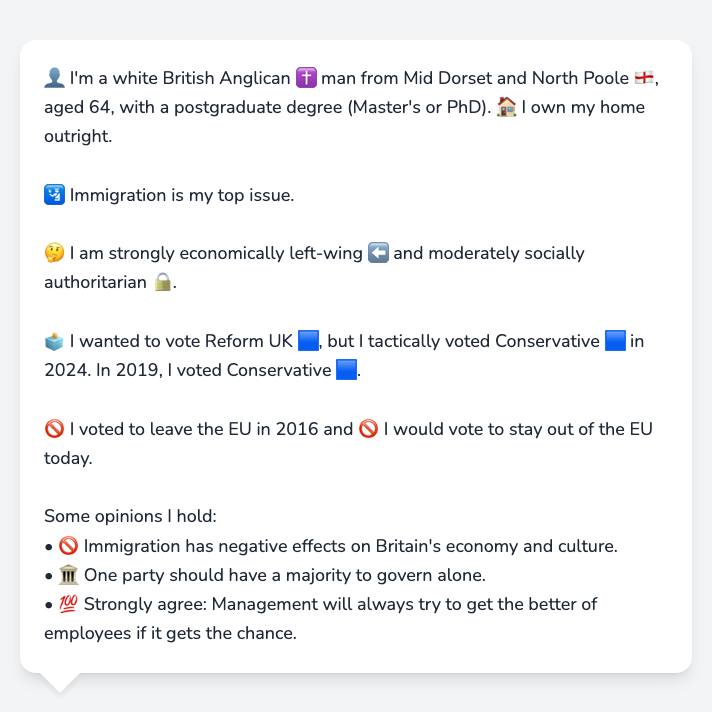 👤 I'm a white British Anglican ✝️ man from Mid Dorset and North Poole 🏴󠁧󠁢󠁥󠁮󠁧󠁿,
aged 64, with a postgraduate degree (Master's or PhD). 🏠 I own my home
outright.
🛂 Immigration is my top issue.
🤔 I am strongly economically left-wing ⬅️ and moderately socially
authoritarian 🔒.
🗳️ I wanted to vote Reform UK 🟦, but I tactically voted Conservative 🟦 in
2024. In 2019, I voted Conservative 🟦.
🚫 I voted to leave the EU in 2016 and 🚫 I would vote to stay out of the EU
today.
Some opinions I hold:
• 🚫 Immigration has negative effects on Britain's economy and culture.
• 🏛️ One party should have a majority to govern alone.
• 💯 Strongly agree: Management will always try to get the better of
employees if it gets the chance.